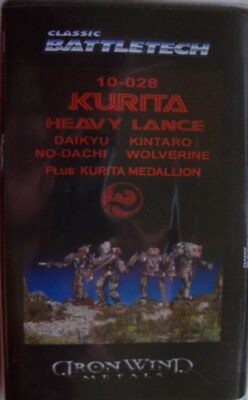 CLASSIC
BATTLETECH
10-028
KURITA
HEAVY LANCE
DAIKYU KINTARO
NO-DACHI WOLVERINE
PLUS KURITA MEDALLION
IRON WIND
METALS